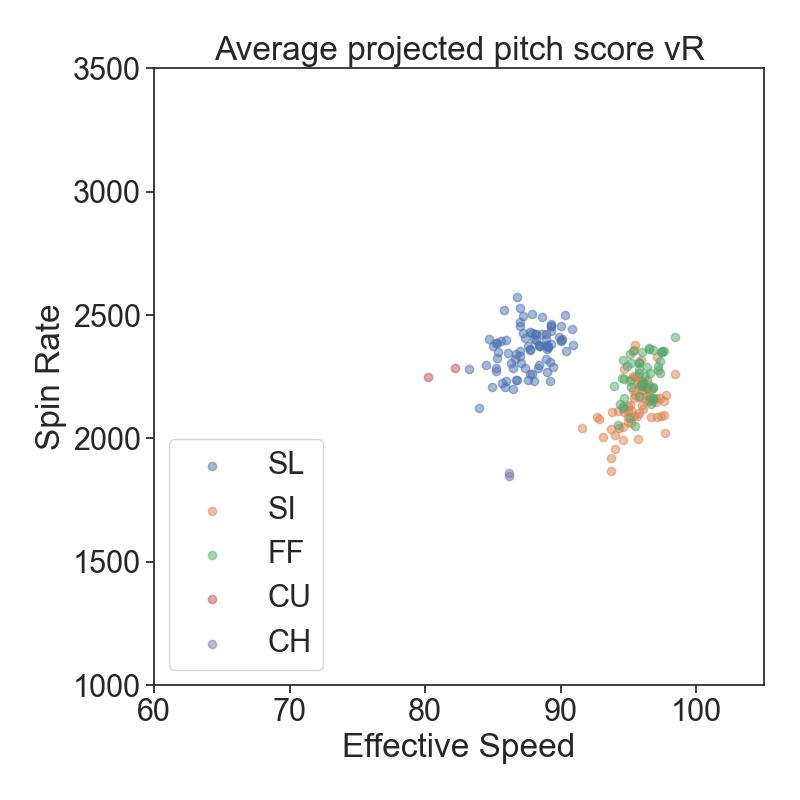 Average projected pitch score vR
3500
3000
2500
2000
1500
1000
Spin Rate
SL
SI
FF
CU
CH
60 70 80 90 100
Effective Speed